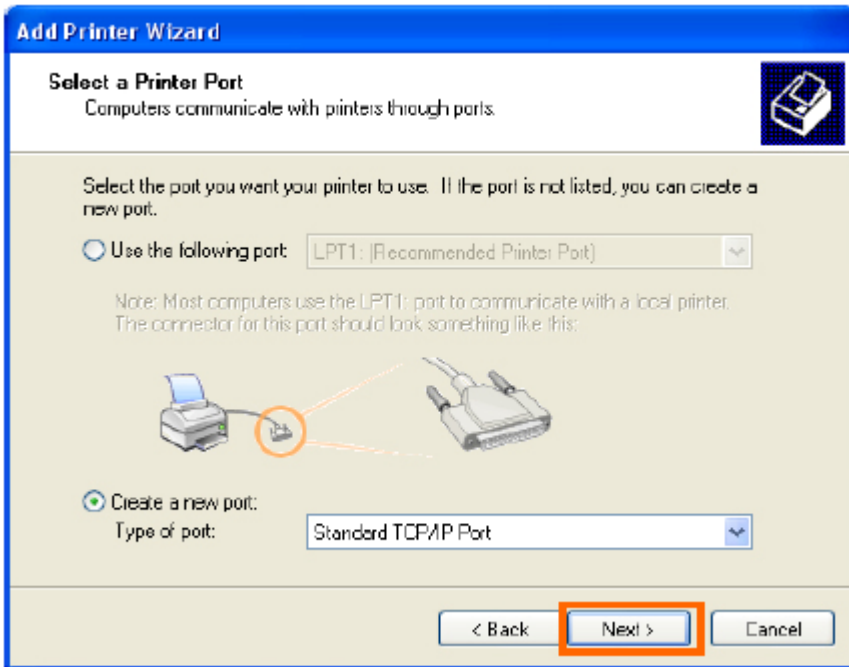 Add Printer Wizard
Select a Printer Port
Computers communicate with printers through ports.
Select the port you want your printer to use. If the port is not listed, you can create a
new port.
Use the following port: LPT1: (Recommended Printer Port)
Note: Most computers use the LPT1: port to communicate with a local printer.
The connector for this port should look something like this:
Create a new port:
Type of port: Standard TCP/IP Port
< Back Next > Cancel